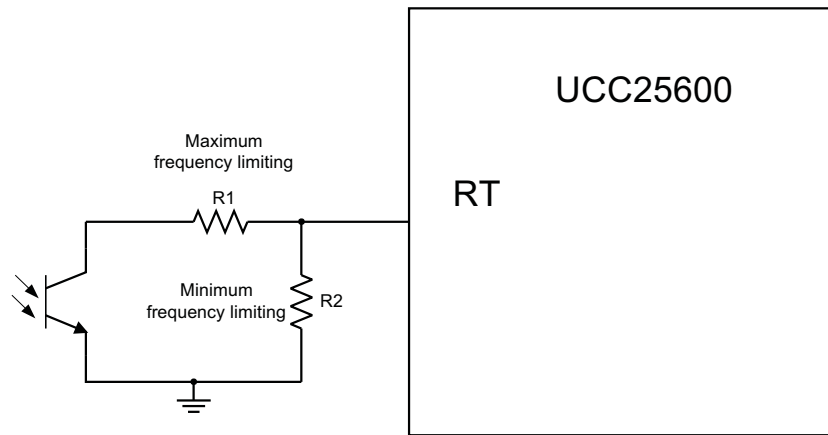 UCC25600
Maximum
frequency limiting
R1
RT
Minimum
frequency limiting
R2